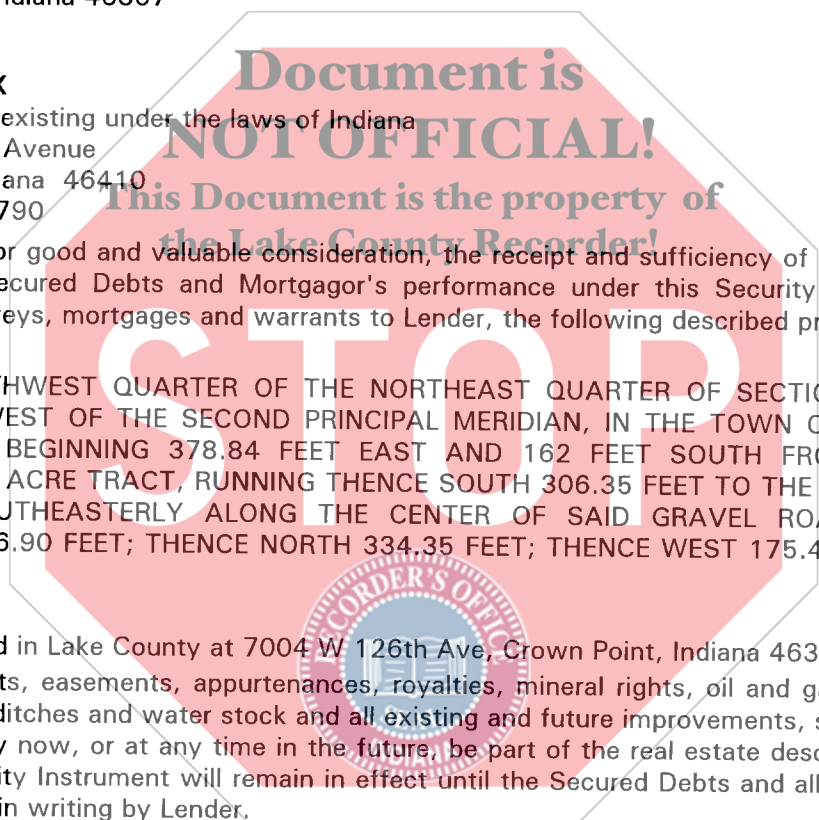 Document is
K
existing under the laws of Indiana
NOT OFFICIAL!
Avenue
ana 46410
This Document is the property of
790
the Lake County Recorder!
or good and valuable consideration, the receipt and sufficiency of
ecured Debts and Mortgagor's performance under this Security
eys, mortgages and warrants to Lender, the following described pr
STOP
HWEST QUARTER OF THE NORTHEAST QUARTER OF SECTIO
EST OF THE SECOND PRINCIPAL MERIDIAN, IN THE TOWN O
BEGINNING 378.84 FEET EAST AND 162 FEET SOUTH FRO
ACRE TRACT, RUNNING THENCE SOUTH 306.35 FEET TO THE
UTHEASTERLY ALONG THE CENTER OF SAID GRAVEL ROA
6.90 FEET; THENCE NORTH 334.35 FEET; THENCE WEST 175.4
RECORDER'S OFFICE
d in Lake County at 7004 W 126th Ave, Crown Point, Indiana 463
ts, easements, appurtenances, royalties, mineral rights, oil and g
ditches and water stock and all existing and future improvements, s
y now, or at any time in the future, be part of the real estate desc
INDIANA
ity Instrument will remain in effect until the Secured Debts and all
in writing by Lender.